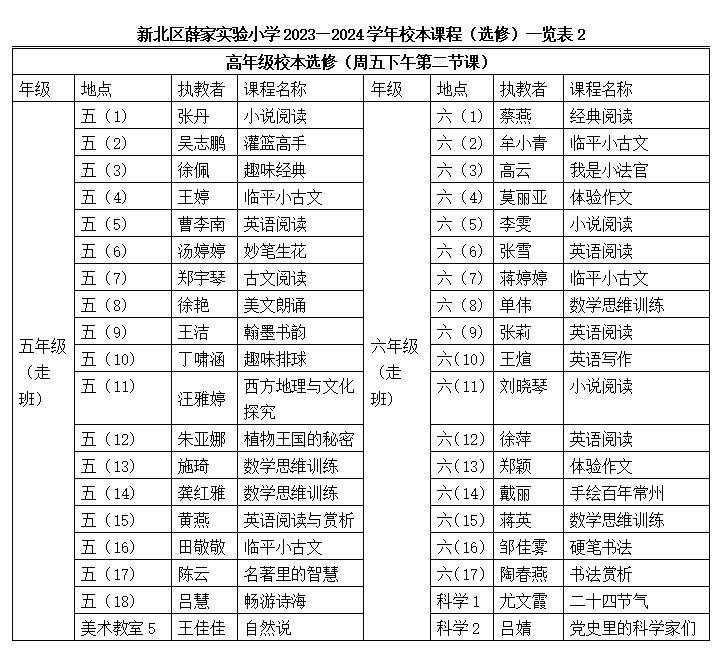 新北区薛家实验小学2023—2024学年校本课程（选修）一览表2
高年级校本选修（周五下午第二节课）
年级 地点 执教者 课程名称 年级 地点 执教者 课程名称
五（1） 张丹 小说阅读 六（1） 蔡燕 经典阅读
五（2） 吴志鹏 灌篮高手 六（2） 牟小青 临平小古文
五（3） 徐佩 趣味经典 六（3） 高云 我是小法官
五（4） 王婷 临平小古文 六（4） 莫丽亚 体验作文
五（5） 曹李南 英语阅读 六（5） 李雯 小说阅读
五（6） 汤婷婷 妙笔生花 六（6） 张雪 英语阅读
五（7） 郑宇琴 古文阅读 六（7） 蒋婷婷 临平小古文
五（8） 徐艳 美文朗诵 六（8） 单伟 数学思维训练
五（9） 王洁 翰墨书韵 六（9） 张莉 英语阅读
五年级 五（10） 丁啸涵 趣味排球 六年级 六(10） 王煊 英语写作
（走 五（11） 汪雅婷 西方地理与文化 （走 六(11） 刘晓琴 小说阅读
班） 探究 班）
五（12） 朱亚娜 植物王国的秘密 六(12） 徐萍 英语阅读
五（13） 施琦 数学思维训练 六(13） 郑颖 体验作文
五（14） 龚红雅 数学思维训练 六(14） 戴丽 手绘百年常州
五（15） 黄燕 英语阅读与赏析 六(15） 蒋英 数学思维训练
五（16） 田敬敬 临平小古文 六(16） 邹佳雾 硬笔书法
五（17） 陈云 名著里的智慧 六(17） 陶春燕 书法赏析
五（18） 吕慧 畅游诗海 科学1 尤文霞 二十四节气
美术教室5 王佳佳 自然说 科学2 吕婧 党史里的科学家们